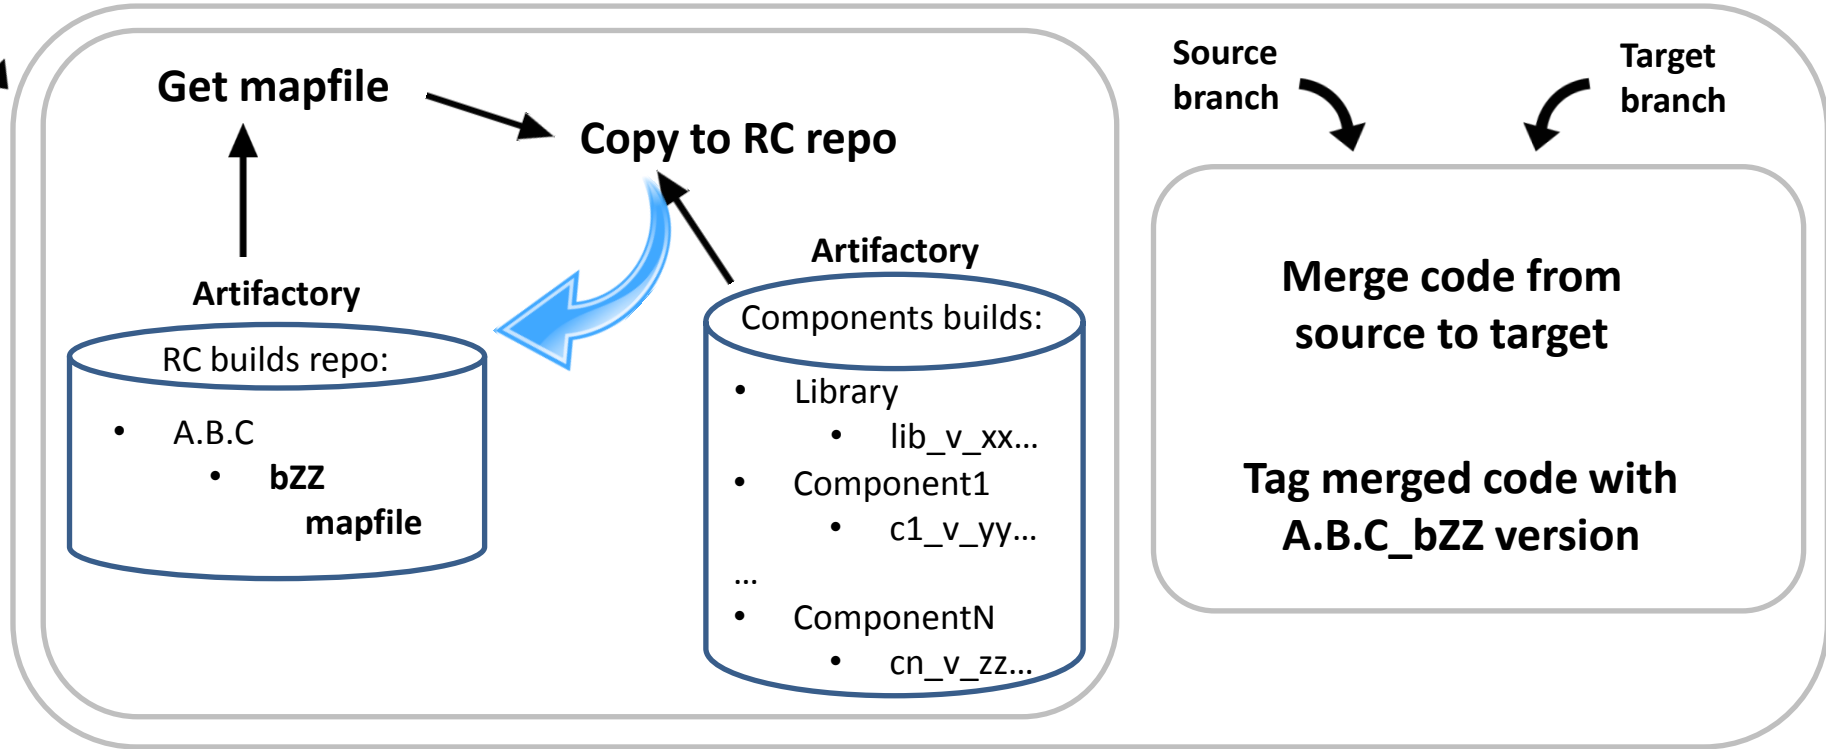 Get mapfile
Copy to RC repo
Artifactory
RC builds repo:
• A.B.C
• bZZ
mapfile
Artifactory
Components builds:
• Library
• lib_v_xx...
• Component1
• c1_v_yy...
...
• ComponentN
• cn_v_zz...
Source
branch
Target
branch
Merge code from
source to target
Tag merged code with
A.B.C_bZZ version